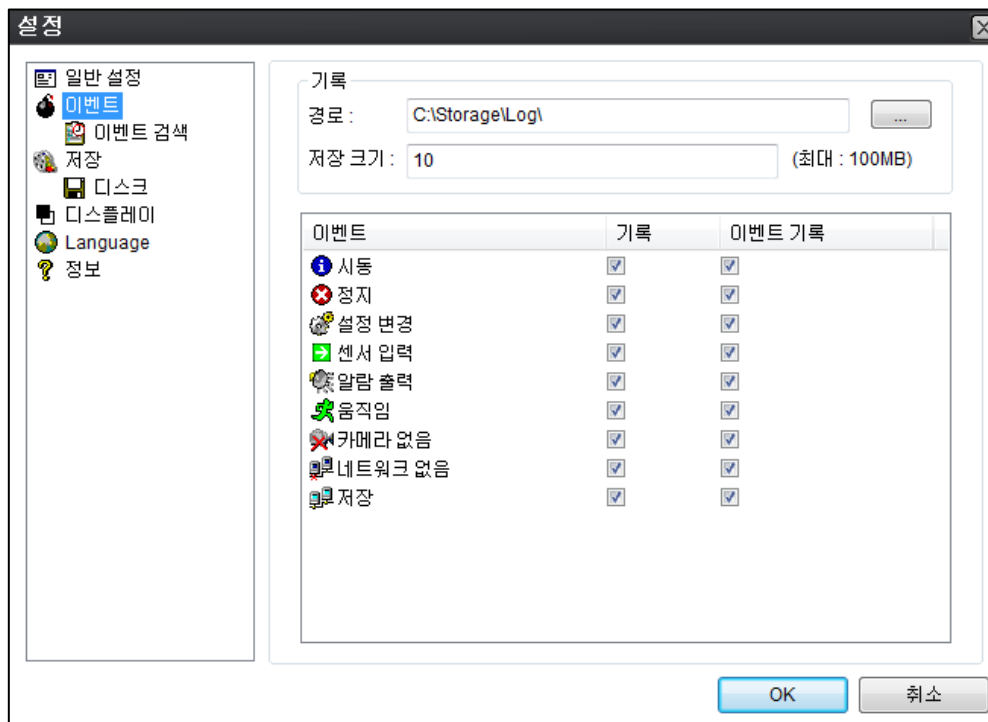 설정
일반 설정
이벤트
이벤트 검색
저장
디스크
디스플레이
Language
정보
기록
경로 : C:\Storage\Log\ ...
저장 크기 : 10 (최대 : 100MB)
이벤트 기록 이벤트 기록
시동
정지
설정 변경
센서 입력
알람 출력
움직임
카메라 없음
네트워크 없음
저장
OK 취소